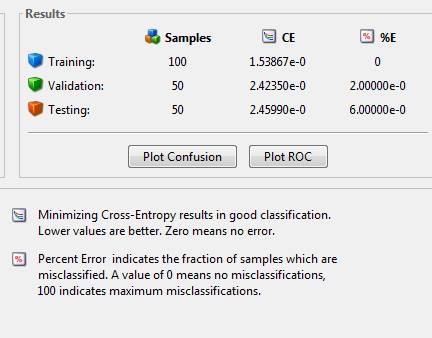 Results
Samples CE %E
Training: 100 1.53867e-0 0
Validation: 50 2.42350e-0 2.00000e-0
Testing: 50 2.45990e-0 6.00000e-0
Plot Confusion Plot ROC
Minimizing Cross-Entropy results in good classification.
Lower values are better. Zero means no error.
% Percent Error indicates the fraction of samples which are
misclassified. A value of 0 means no misclassifications,
100 indicates maximum misclassifications.